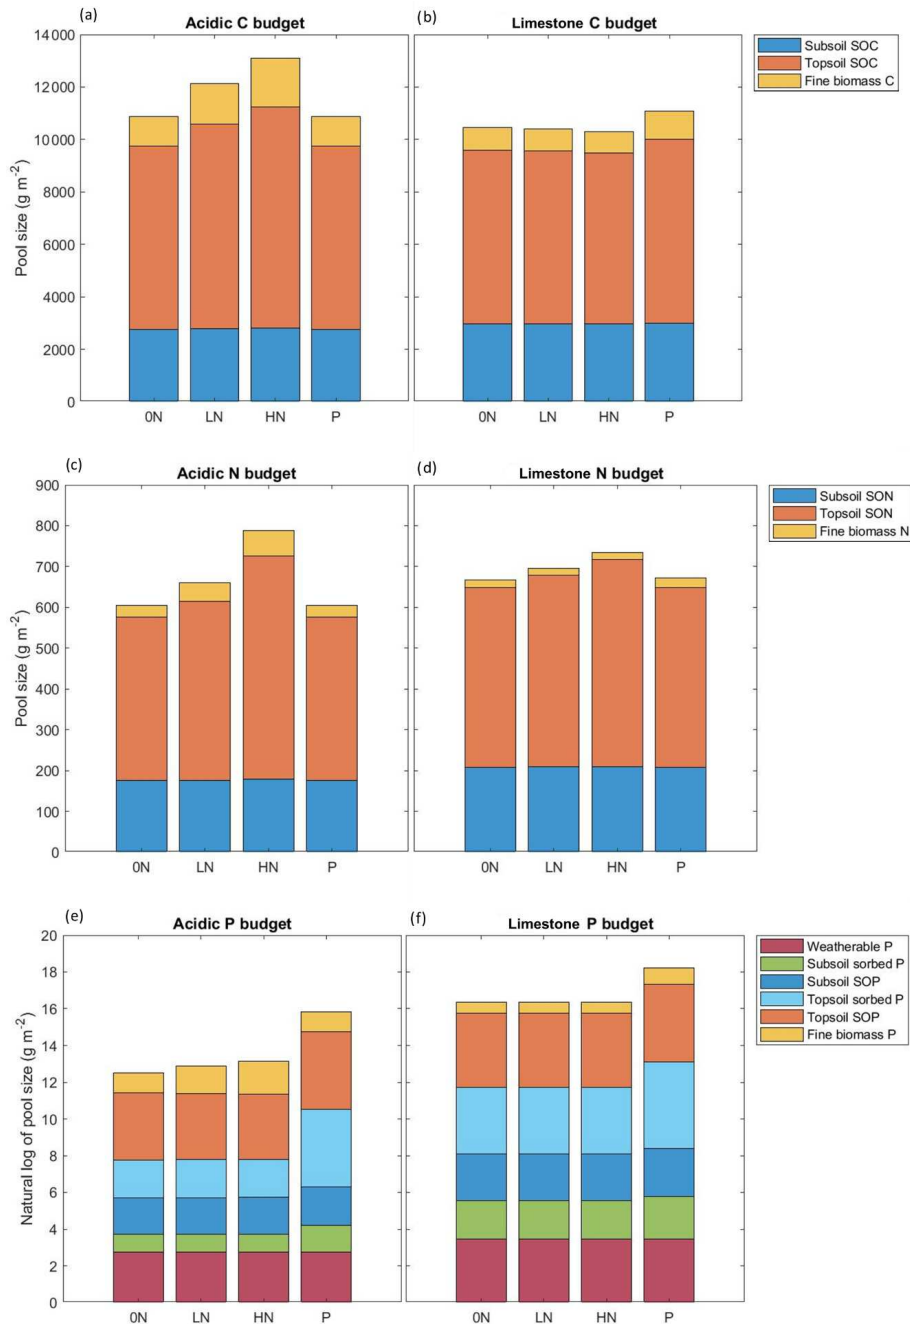 (a)
Acidic C budget
(b)
Limestone C budget
Pool size (g m-2)
14000
12000
10000
8000
6000
4000
2000
0
0N LN HN P
0N LN HN P
Subsoil SOC
Topsoil SOC
Fine biomass C
(c)
Acidic N budget
(d)
Limestone N budget
Pool size (g m-2)
900
800
700
600
500
400
300
200
100
0
0N LN HN P
0N LN HN P
Subsoil SON
Topsoil SON
Fine biomass N
(e)
Acidic P budget
(f)
Limestone P budget
Natural log of pool size (g m-2)
20
18
16
14
12
10
8
6
4
2
0
0N LN HN P
0N LN HN P
Weatherable P
Subsoil sorbed P
Subsoil SOP
Topsoil sorbed P
Topsoil SOP
Fine biomass P